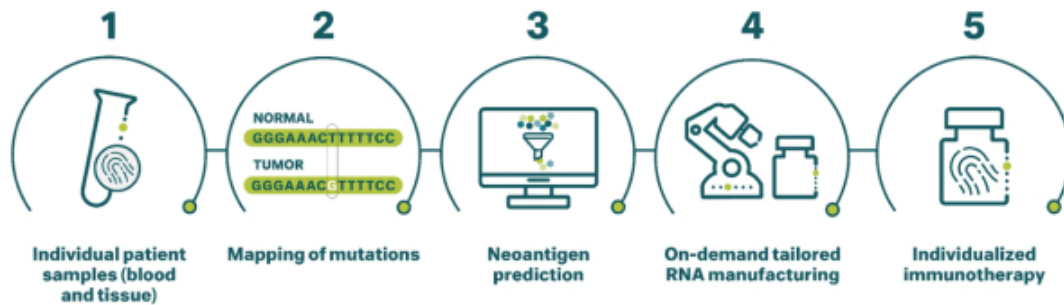 1
2
3
4
5
NORMAL
GGGAAACTTTTTCC
TUMOR
GGGAAACGTTTTCC
Individual patient
samples (blood
and tissue)
Mapping of mutations
Neoantigen
prediction
On-demand tailored
RNA manufacturing
Individualized
immunotherapy